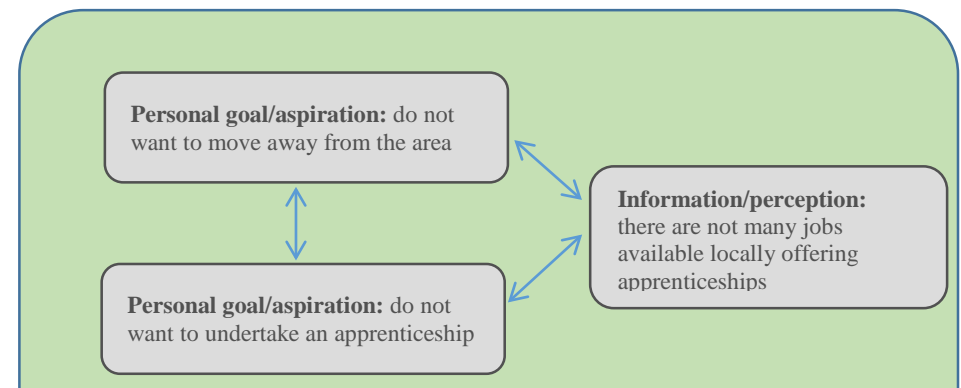 Personal goal/aspiration: do not
want to move away from the area
Information/perception:
there are not many jobs
available locally offering
apprenticeships
Personal goal/aspiration: do not
want to undertake an apprenticeship